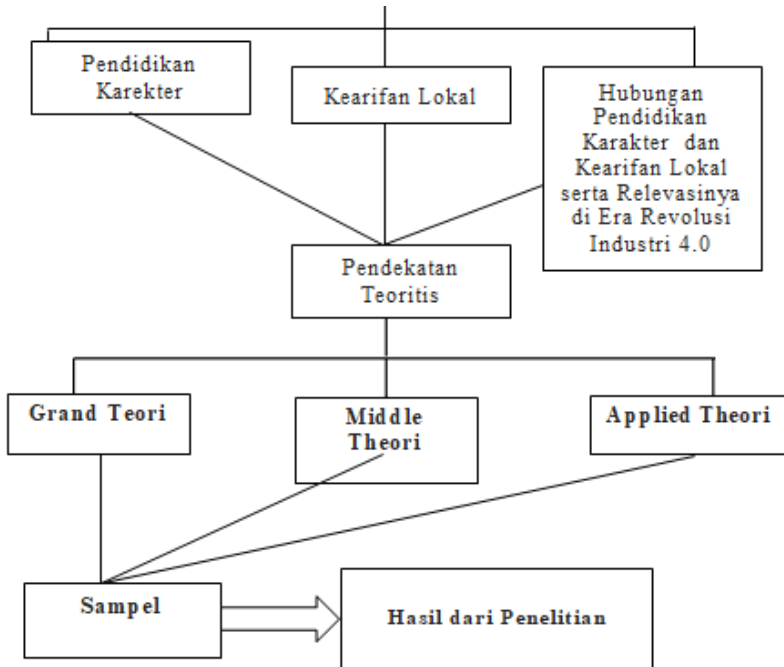 Pendidikan
Karekter
Kearifan Lokal
Hubungan
Pendidikan
Karakter dan
Kearifan Lokal
serta Relevasinya
di Era Revolusi
Industri 4.0
Pendekatan
Teoritis
Grand Teori
Middle
Theori
Applied Theori
Sampel
Hasil dari Penelitian